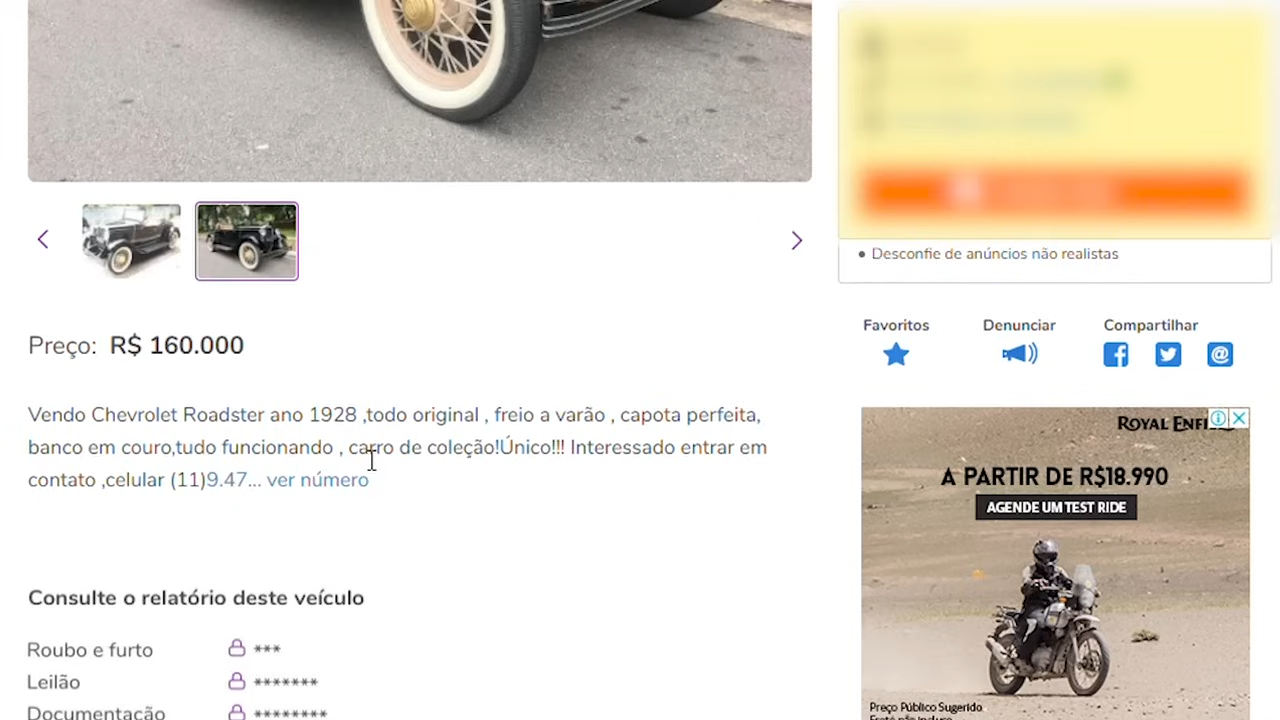 Desconfie de anúncios não realistas
Preço: R$ 160.000
Favoritos
Denunciar
Compartilhar
Vendo Chevrolet Roadster ano 1928 ,todo original , freio a varão , capota perfeita,
banco em couro,tudo funcionando , carro de coleção!Único!!! Interessado entrar em
contato ,celular (11)9.47... ver número
ROYAL ENFI
A PARTIR DE R$18.990
AGENDE UM TEST RIDE
Consulte o relatório deste veículo
Roubo e furto ***
Leilão *******
Documentação ********
Preço Público Sugerido
Frete não incluso